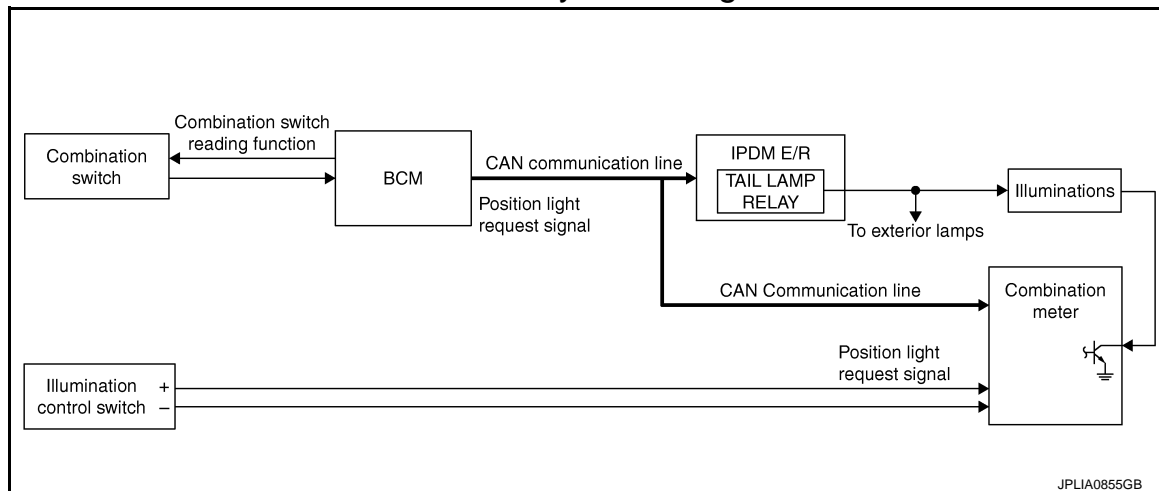 Combination switch
reading function
Combination
switch
BCM
CAN communication line
Position light
request signal
IPDM E/R
TAIL LAMP
RELAY
Illuminations
To exterior lamps
CAN Communication line
Combination
meter
Position light
request signal
Illumination
control switch
+
–
JPLIA0855GB